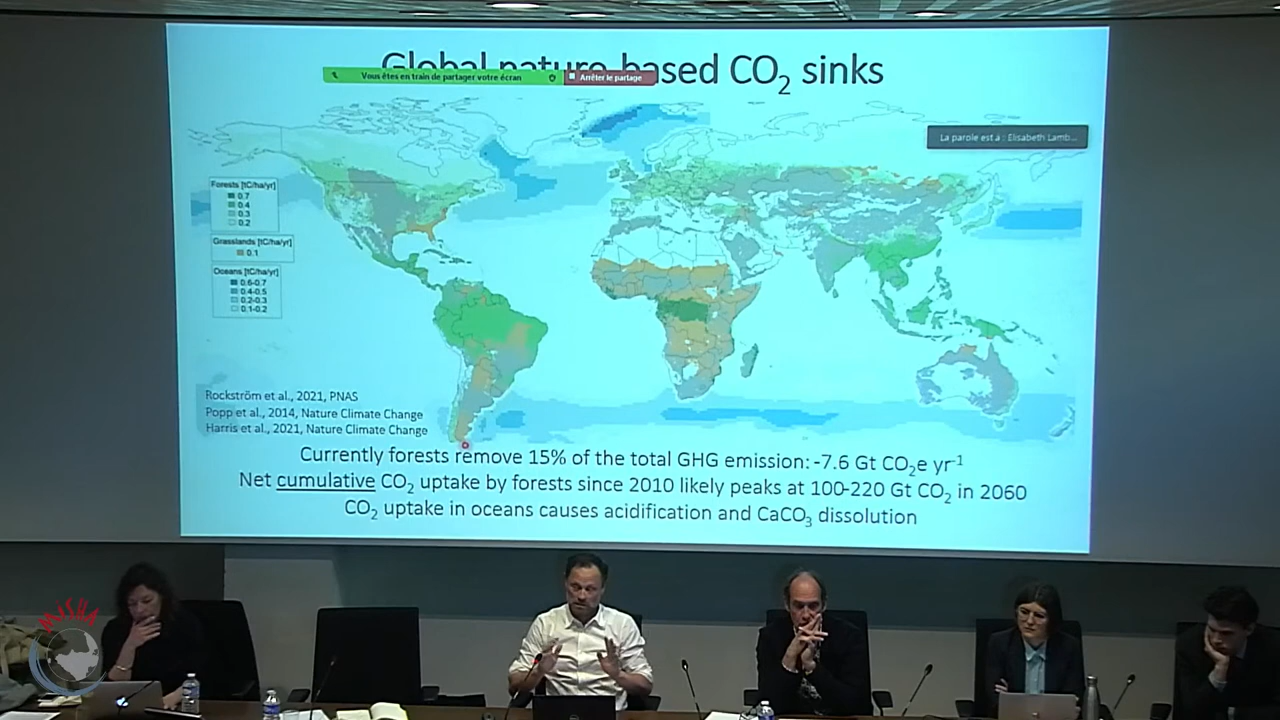 Global nature based CO₂ sinks
Vous êtes en train de partager votre écran
Arrêter le partage
La parole est à : Elisabeth Lamb...
Forests [tC/ha/yr]
0.7
0.4
0.3
0.2
Grasslands [tC/ha/yr]
0.1
Oceans [tC/ha/yr]
0.6-0.7
0.4-0.5
0.2-0.3
0.1-0.2
Rockström et al., 2021, PNAS
Popp et al., 2014, Nature Climate Change
Harris et al., 2021, Nature Climate Change
Currently forests remove 15% of the total GHG emission: -7.6 Gt CO₂e yr⁻¹
Net cumulative CO₂ uptake by forests since 2010 likely peaks at 100-220 Gt CO₂ in 2060
CO₂ uptake in oceans causes acidification and CaCO₃ dissolution